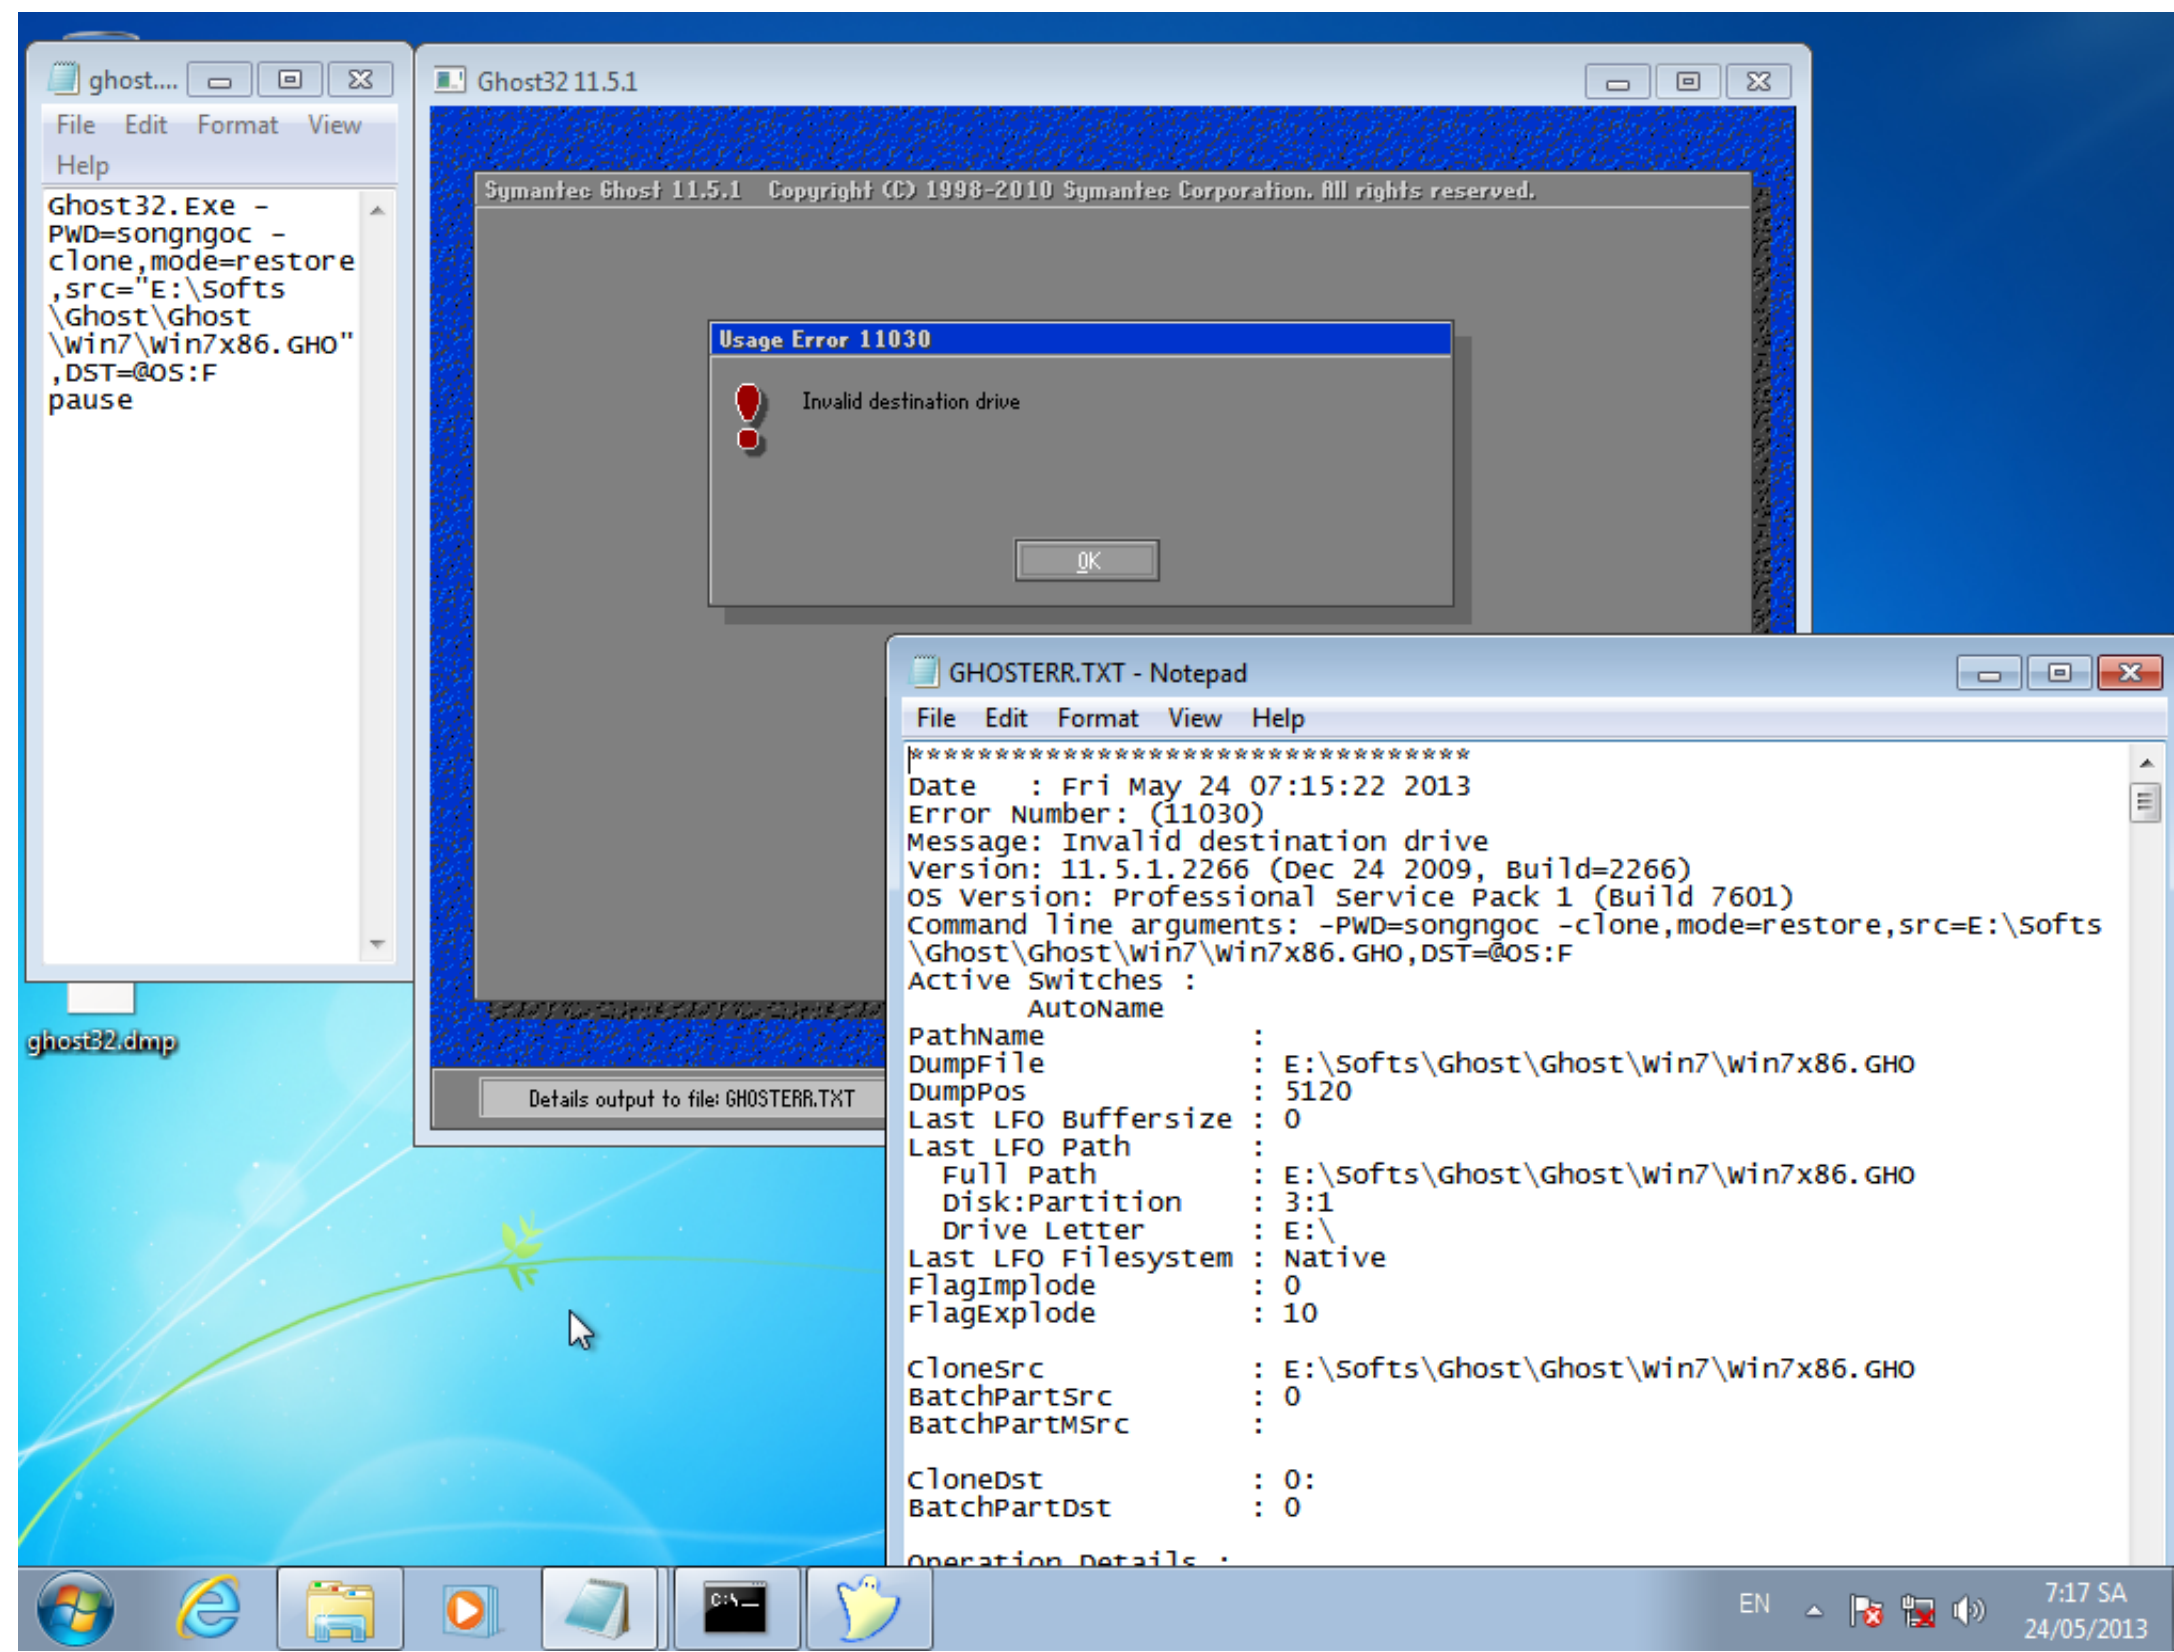 ghost....
File Edit Format View
Help
Ghost32.Exe -
PWD=songngoc -
clone,mode=restore
,src="E:\Softs
\Ghost\Ghost
\Win7\Win7x86.GHO"
,DST=@OS:F
pause
Ghost32 11.5.1
Symantec Ghost 11.5.1 Copyright (C) 1998-2010 Symantec Corporation. All rights reserved.
Usage Error 11030
Invalid destination drive
OK
Details output to file: GHOSTERR.TXT
GHOSTERR.TXT - Notepad
File Edit Format View Help
*********************************
Date : Fri May 24 07:15:22 2013
Error Number: (11030)
Message: Invalid destination drive
Version: 11.5.1.2266 (Dec 24 2009, Build=2266)
OS Version: Professional Service Pack 1 (Build 7601)
Command line arguments: -PWD=songngoc -clone,mode=restore,src=E:\Softs
\Ghost\Ghost\Win7\Win7x86.GHO,DST=@OS:F
Active Switches :
AutoName
PathName :
DumpFile : E:\Softs\Ghost\Ghost\Win7\Win7x86.GHO
DumpPos : 5120
Last LFO Buffersize : 0
Last LFO Path :
Full Path : E:\Softs\Ghost\Ghost\Win7\Win7x86.GHO
Disk:Partition : 3:1
Drive Letter : E:\
Last LFO Filesystem : Native
FlagImplode : 0
FlagExplode : 10
CloneSrc : E:\Softs\Ghost\Ghost\Win7\Win7x86.GHO
BatchPartSrc : 0
BatchPartMSrc :
CloneDst : 0:
BatchPartDst : 0
Operation Details :
ghost32.dmp
C:\_
EN
7:17 SA
24/05/2013